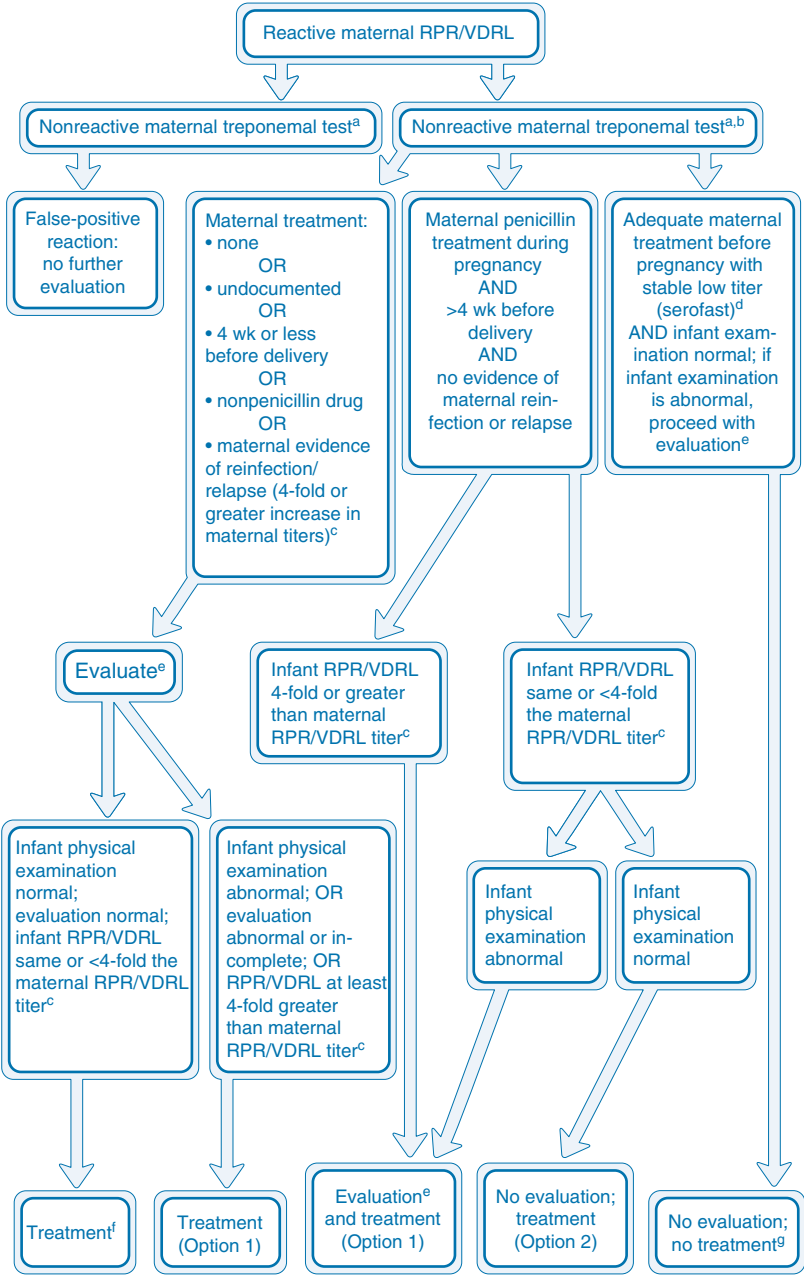 Reactive maternal RPR/VDRL
Nonreactive maternal treponemal testa
Nonreactive maternal treponemal testa,b
False-positive
reaction:
no further
evaluation
Maternal treatment:
• none
OR
• undocumented
OR
• 4 wk or less
before delivery
OR
• nonpenicillin drug
OR
• maternal evidence
of reinfection/
relapse (4-fold or
greater increase in
maternal titers)c
Maternal penicillin
treatment during
pregnancy
AND
>4 wk before
delivery
AND
no evidence of
maternal rein-
fection or relapse
Adequate maternal
treatment before
pregnancy with
stable low titer
(serofast)d
AND infant exam-
ination normal; if
infant examination
is abnormal,
proceed with
evaluatione
Evaluatee
Infant RPR/VDRL
4-fold or greater
than maternal
RPR/VDRL titerc
Infant RPR/VDRL
same or <4-fold
the maternal
RPR/VDRL titerc
Infant physical
examination
normal;
evaluation normal;
infant RPR/VDRL
same or <4-fold the
maternal RPR/VDRL
titerc
Infant physical
examination
abnormal; OR
evaluation
abnormal or in-
complete; OR
RPR/VDRL at least
4-fold greater
than maternal
RPR/VDRL titerc
Infant
physical
examination
abnormal
Infant
physical
examination
normal
Treatmentf
Treatment
(Option 1)
Evaluatione
and treatment
(Option 1)
No evaluation;
treatment
(Option 2)
No evaluation;
no treatmentg